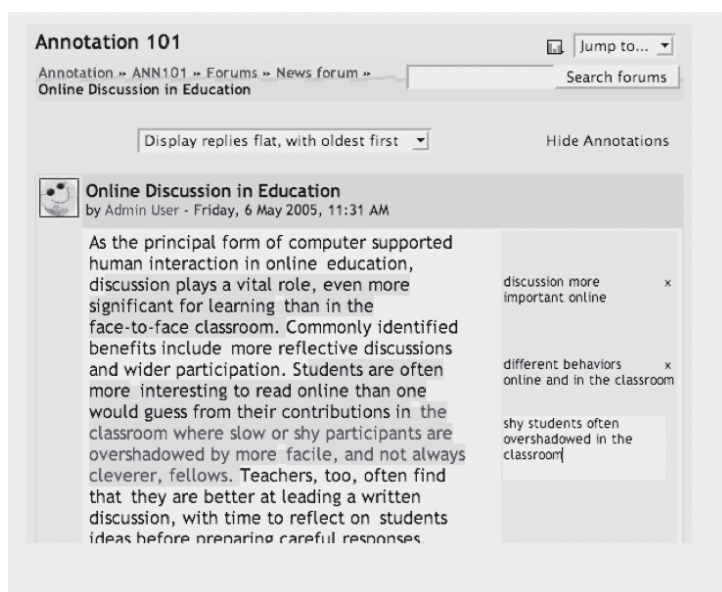 Annotation 101
Jump to...
Annotation » ANN101 » Forums » News forum »
Online Discussion in Education
Search forums
Display replies flat, with oldest first
Hide Annotations
Online Discussion in Education
by Admin User - Friday, 6 May 2005, 11:31 AM
As the principal form of computer supported
human interaction in online education,
discussion plays a vital role, even more
significant for learning than in the
face-to-face classroom. Commonly identified
benefits include more reflective discussions
and wider participation. Students are often
more interesting to read online than one
would guess from their contributions in the
classroom where slow or shy participants are
overshadowed by more facile, and not always
cleverer, fellows. Teachers, too, often find
that they are better at leading a written
discussion, with time to reflect on students
ideas before preparing careful responses.
discussion more x
important online
different behaviors x
online and in the classroom
shy students often
overshadowed in the
classroom